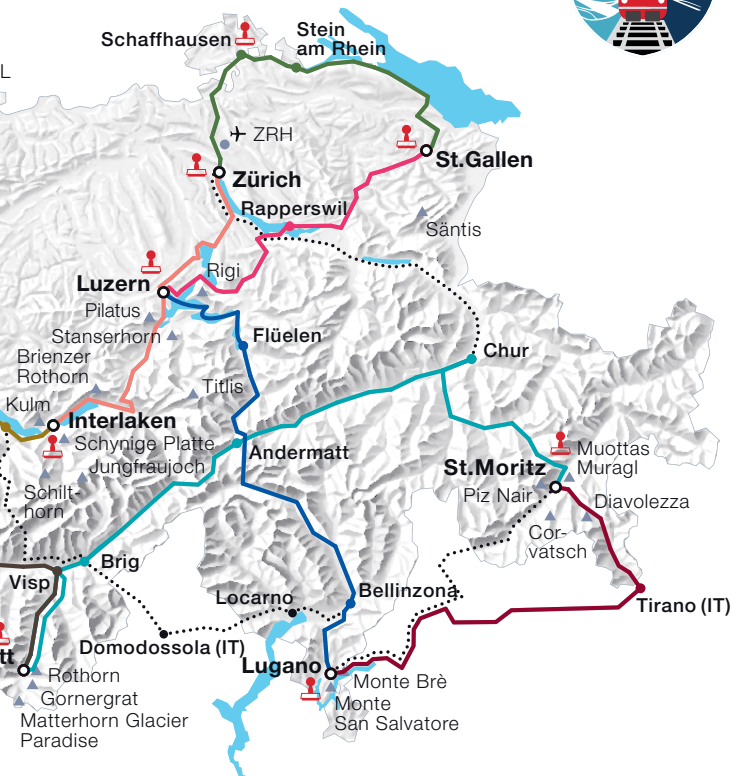 Schaffhausen
Stein
am Rhein
L
ZRH
St.Gallen
Zürich
Rapperswil
Säntis
Rigi
Luzern
Pilatus
Stanserhorn
Flüelen
Brienzer
Rothorn
Chur
Titlis
Kulm
Interlaken
Schynige Platte
Andermatt
Jungfraujoch
Muottas
Muragl
St.Moritz
Schilt-
horn
Piz Nair
Diavolezza
Cor-
vatsch
Brig
Visp
Locarno
Bellinzona
Tirano (IT)
Domodossola (IT)
tt
Lugano
Rothorn
Monte Brè
Gornergrat
Monte
San Salvatore
Matterhorn Glacier
Paradise